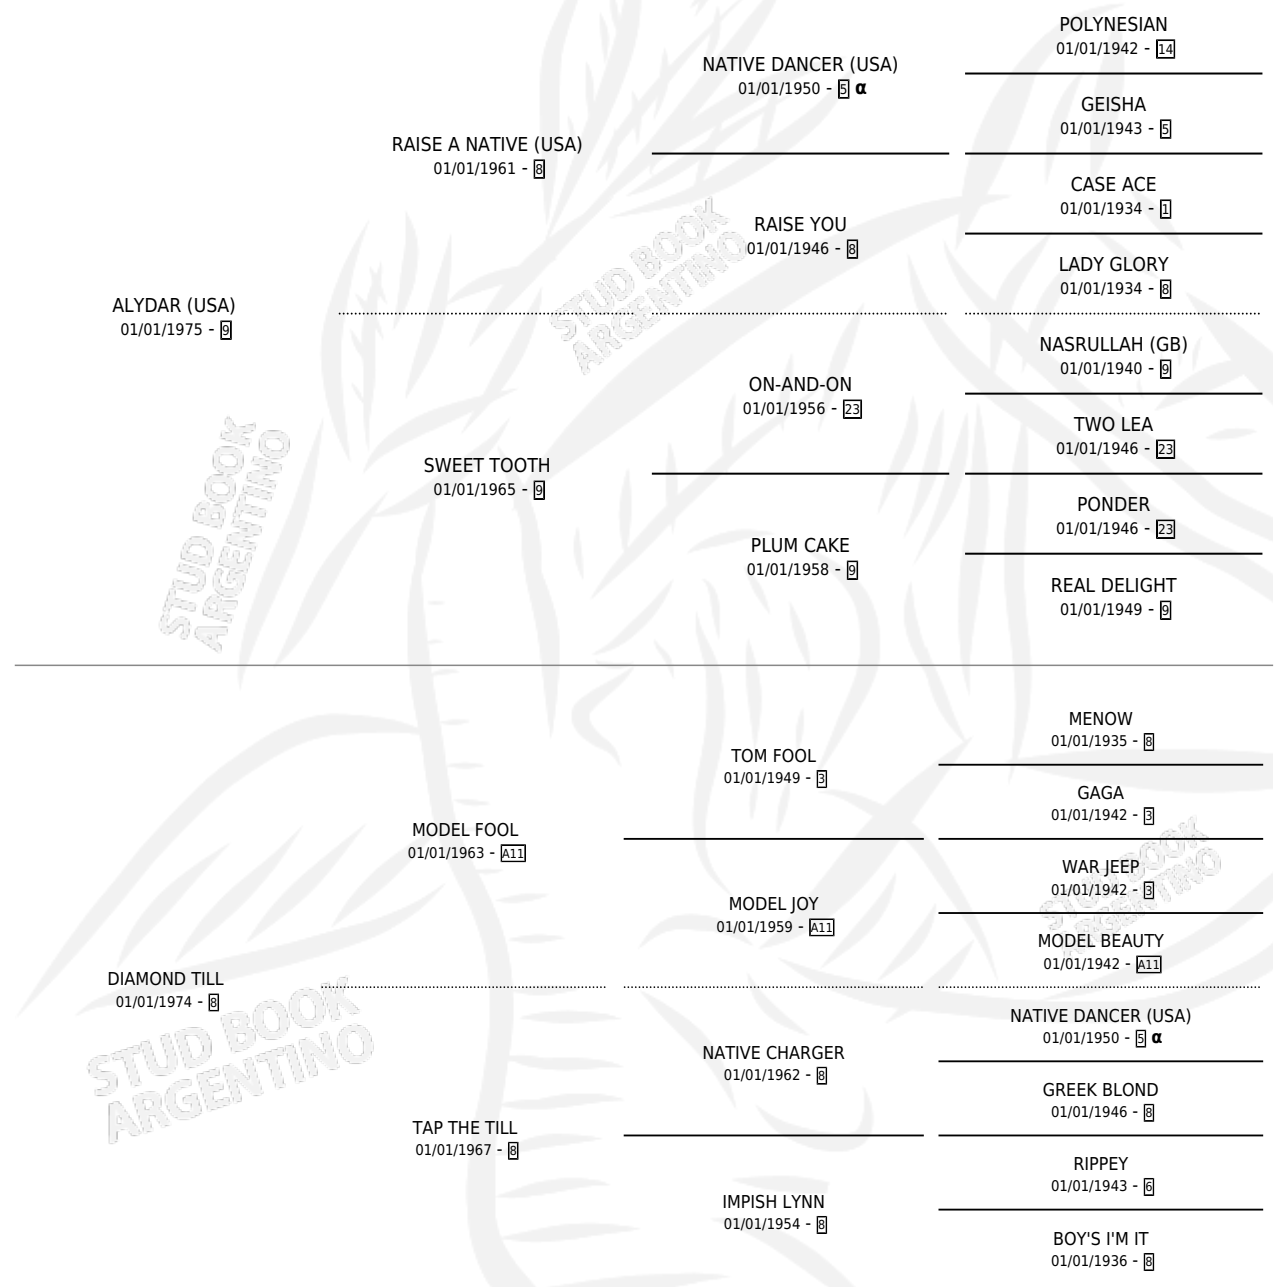 POLYNESIAN
01/01/1942 - 14
NATIVE DANCER (USA)
01/01/1950 - 5 α
GEISHA
01/01/1943 - 5
RAISE A NATIVE (USA)
01/01/1961 - 8
CASE ACE
01/01/1934 - 1
RAISE YOU
01/01/1946 - 8
LADY GLORY
01/01/1934 - 8
ALYDAR (USA)
01/01/1975 - 9
STUD BOOK
ARGENTINO
NASRULLAH (GB)
01/01/1940 - 9
ON-AND-ON
01/01/1956 - 23
TWO LEA
01/01/1946 - 23
SWEET TOOTH
01/01/1965 - 9
PONDER
01/01/1946 - 23
PLUM CAKE
01/01/1958 - 9
REAL DELIGHT
01/01/1949 - 9
STUD BOOK
ARGENTINO
MENOW
01/01/1935 - 8
TOM FOOL
01/01/1949 - 3
GAGA
01/01/1942 - 3
MODEL FOOL
01/01/1963 - A11
WAR JEEP
01/01/1942 - 3
MODEL JOY
01/01/1959 - A11
STUD BOOK
ARGENTINO
MODEL BEAUTY
01/01/1942 - A11
DIAMOND TILL
01/01/1974 - 8
NATIVE DANCER (USA)
01/01/1950 - 5 α
NATIVE CHARGER
01/01/1962 - 8
STUD BOOK
ARGENTINO
GREEK BLOND
01/01/1946 - 8
TAP THE TILL
01/01/1967 - 8
RIPPEY
01/01/1943 - 6
IMPISH LYNN
01/01/1954 - 8
BOY'S I'M IT
01/01/1936 - 8